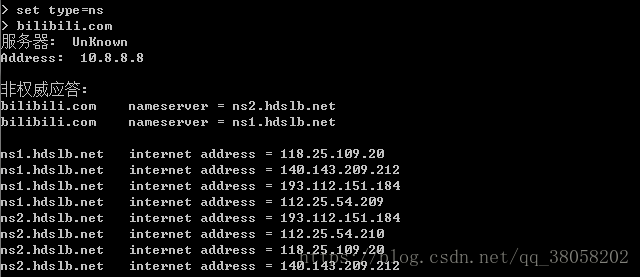 > set type=ns
> bilibili.com
服务器:  UnKnown
Address:  10.8.8.8
非权威应答:
bilibili.com    nameserver = ns2.hdslb.net
bilibili.com    nameserver = ns1.hdslb.net
ns1.hdslb.net   internet address = 118.25.109.20
ns1.hdslb.net   internet address = 140.143.209.212
ns1.hdslb.net   internet address = 193.112.151.184
ns1.hdslb.net   internet address = 112.25.54.209
ns2.hdslb.net   internet address = 193.112.151.184
ns2.hdslb.net   internet address = 112.25.54.210
ns2.hdslb.net   internet address = 118.25.109.20
ns2.hdslb.net   internet address = 140.143.209.212
https://blog.csdn.net/qq_38058202